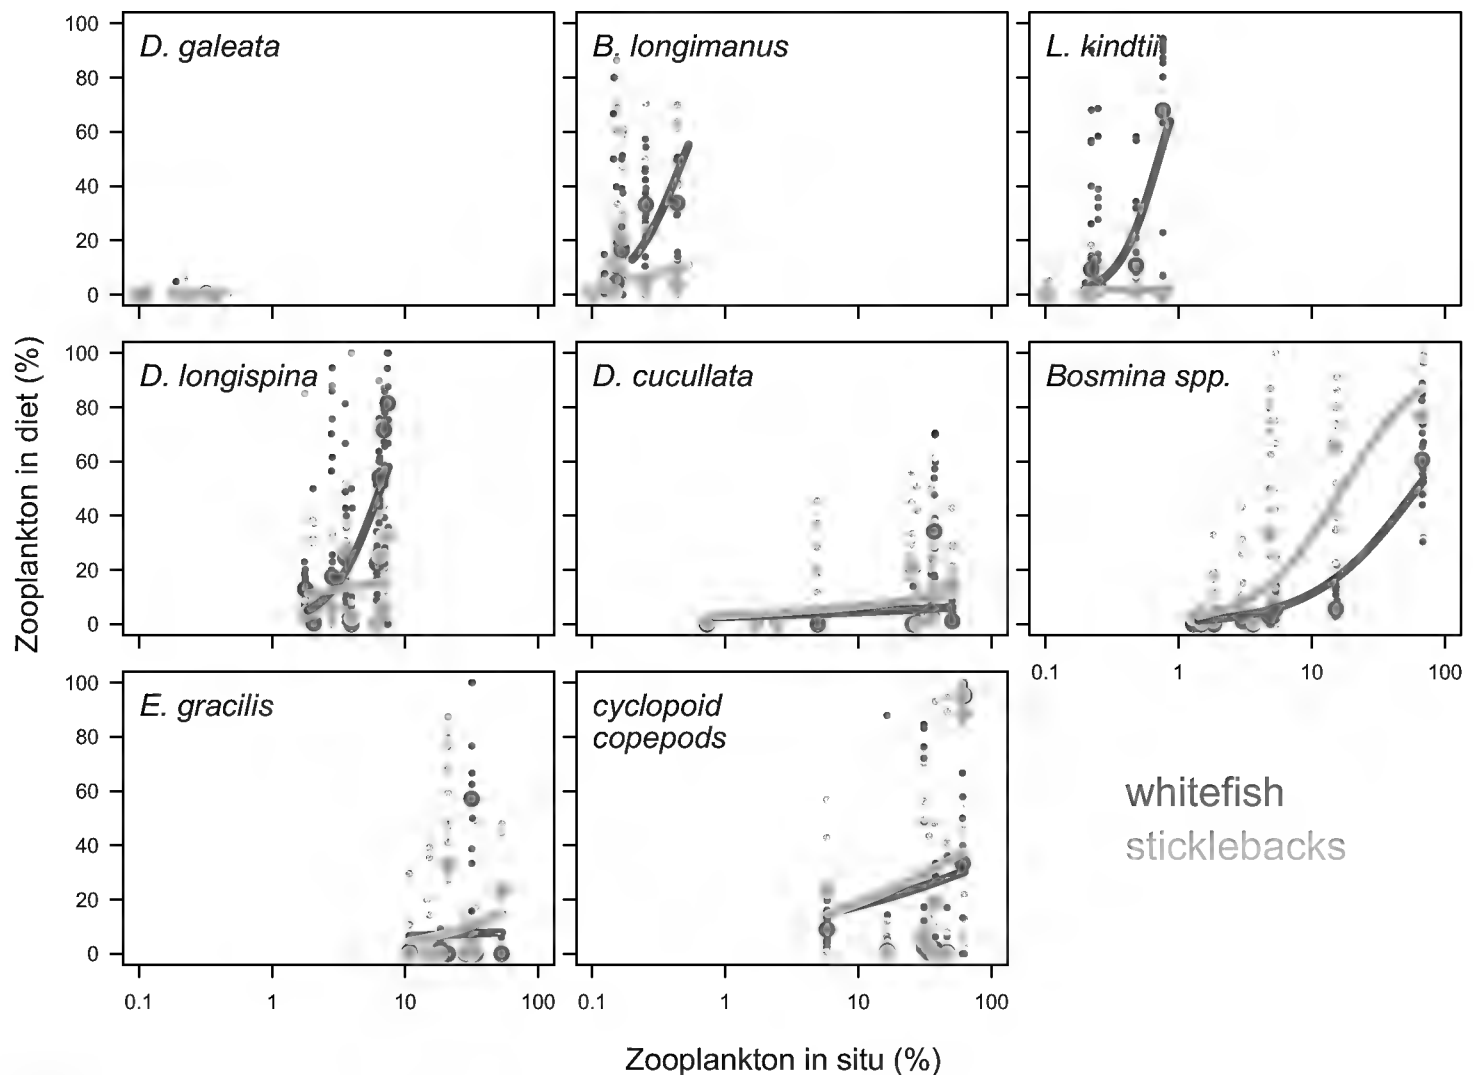 D. galeata
B. longimanus
L. kindtii
100
80
60
40
20
0
D. longispina
D. cucullata
Bosmina spp.
100
80
60
40
20
0
0.1 1 10 100
E. gracilis
cyclopoid
copepods
100
80
60
40
20
0
whitefish
sticklebacks
0.1 1 10 100
0.1 1 10 100
Zooplankton in diet (%)
Zooplankton in situ (%)